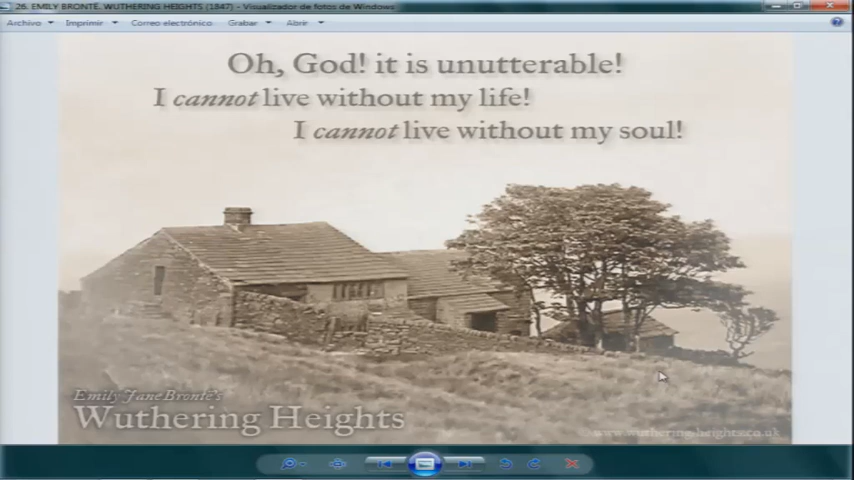 26. EMILY BRONTË. WUTHERING HEIGHTS (1847) - Visualizador de fotos de Windows
Archivo Imprimir Correo electrónico Grabar Abrir
Oh, God! it is unutterable!
I cannot live without my life!
I cannot live without my soul!
Emily Jane Brontë's
Wuthering Heights
www.wuthering-heights.co.uk